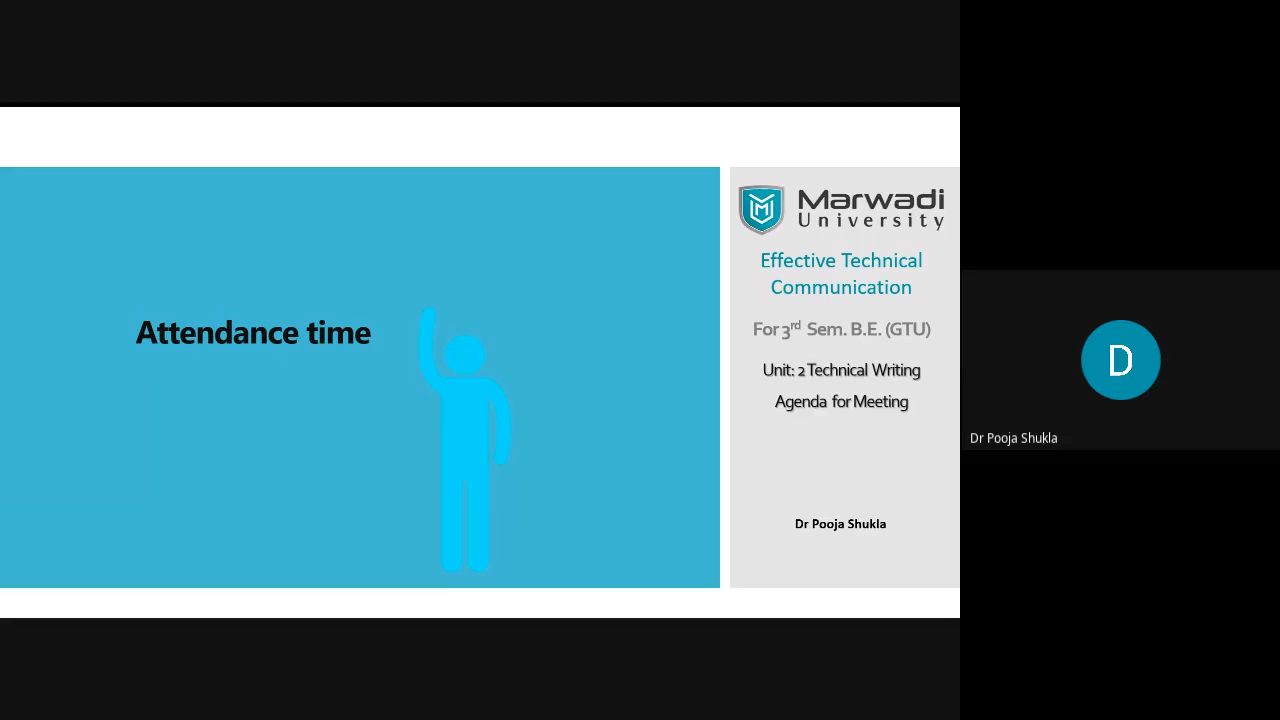 Attendance time
Marwadi
University
Effective Technical
Communication
For 3rd Sem. B.E. (GTU)
Unit: 2 Technical Writing
Agenda for Meeting
Dr Pooja Shukla
D
Dr Pooja Shukla